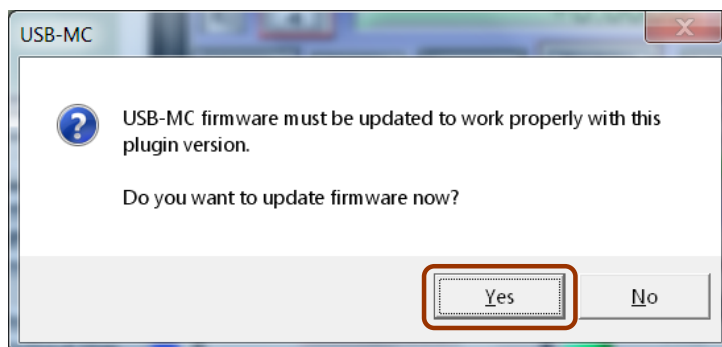 USB-MC
USB-MC firmware must be updated to work properly with this
plugin version.
Do you want to update firmware now?
Yes
No